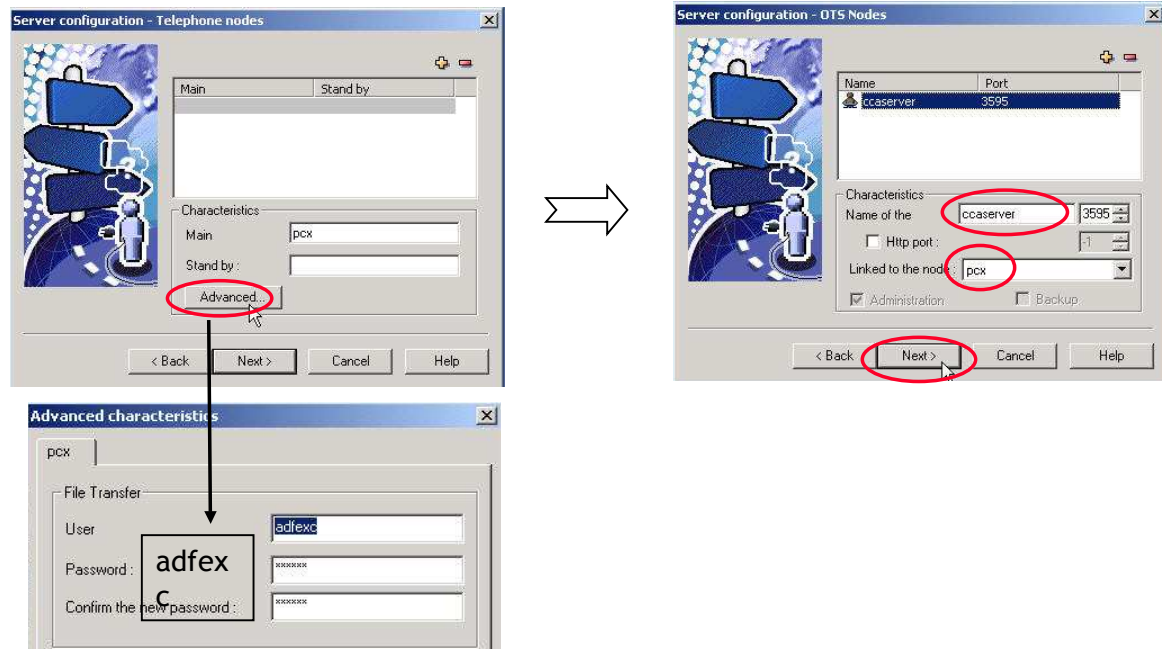 Server configuration - Telephone nodes
Main Stand by
Characteristics
Main pcx
Stand by :
Advanced...
< Back Next > Cancel Help
Advanced characteristics
pcx
File Transfer
User adfexc
Password : ******
Confirm the new password : ******
adfex
c
Server configuration - OTS Nodes
Name Port
ccaserver 3595
Characteristics
Name of the ccaserver 3595
Http port : -1
Linked to the node : pcx
Administration Backup
< Back Next > Cancel Help